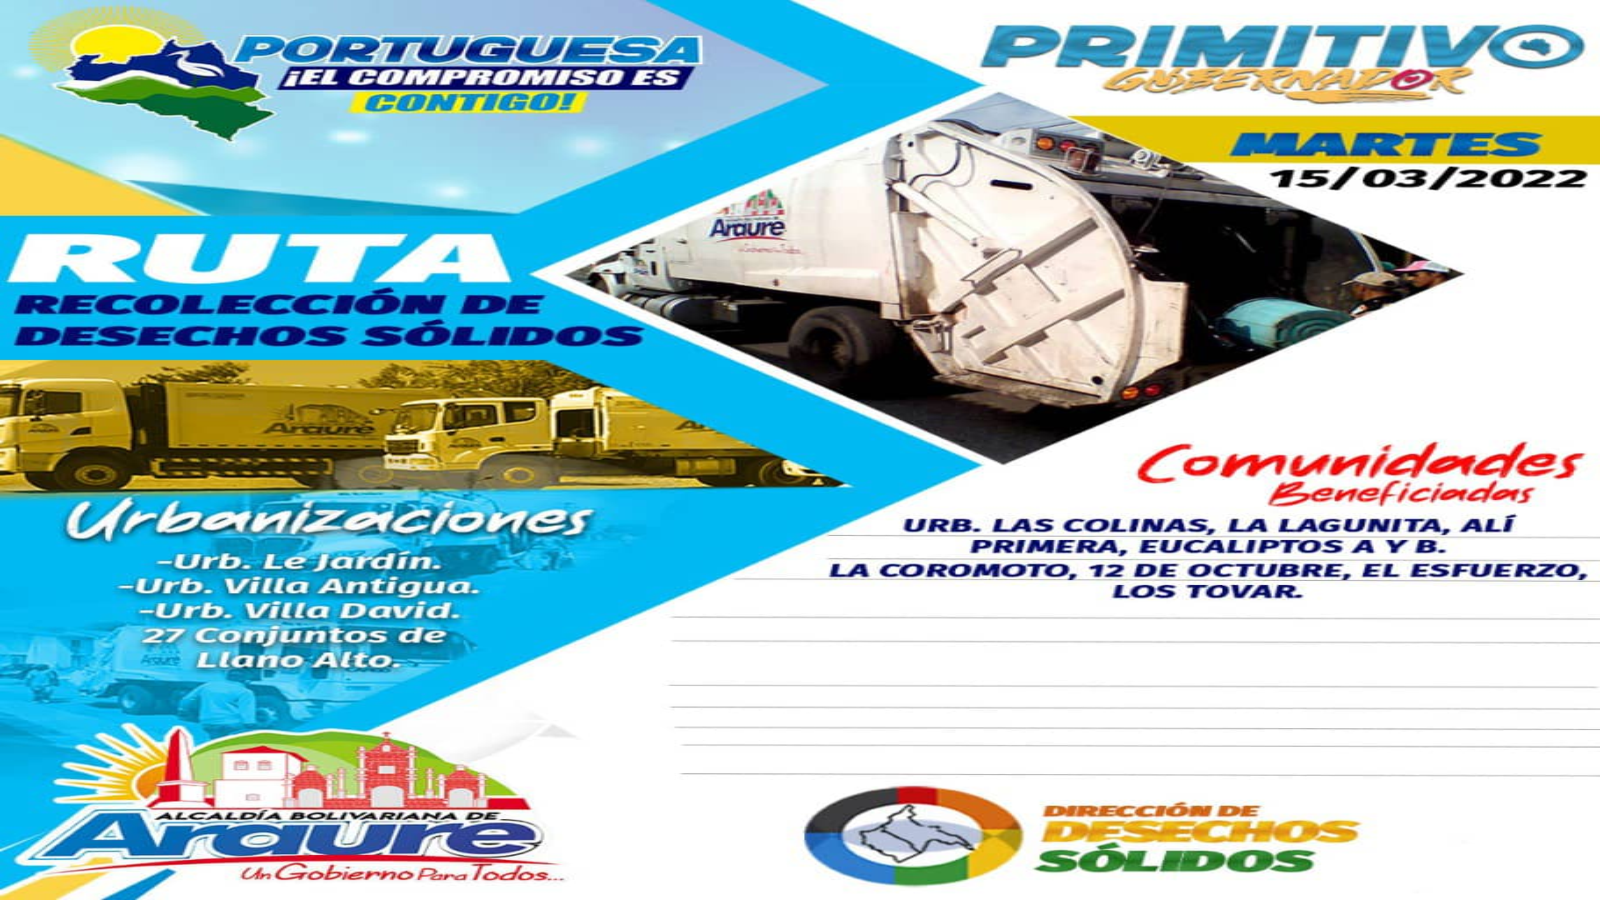 PORTUGUESA
¡EL COMPROMISO ES
CONTIGO!
PRIMITIVO
GOBERNADOR
MARTES
15/03/2022
RUTA
RECOLECCIÓN DE
DESECHOS SÓLIDOS
Araure
Araure
Urbanizaciones
-Urb. Le Jardín.
-Urb. Villa Antigua.
-Urb. Villa David.
27 Conjuntos de
Llano Alto.
Comunidades
Beneficiadas
URB. LAS COLINAS, LA LAGUNITA, ALÍ
PRIMERA, EUCALIPTOS A Y B.
LA COROMOTO, 12 DE OCTUBRE, EL ESFUERZO,
LOS TOVAR.
ALCALDÍA BOLIVARIANA DE
Araure
Un Gobierno Para Todos...
DIRECCIÓN DE
DESECHOS
SÓLIDOS